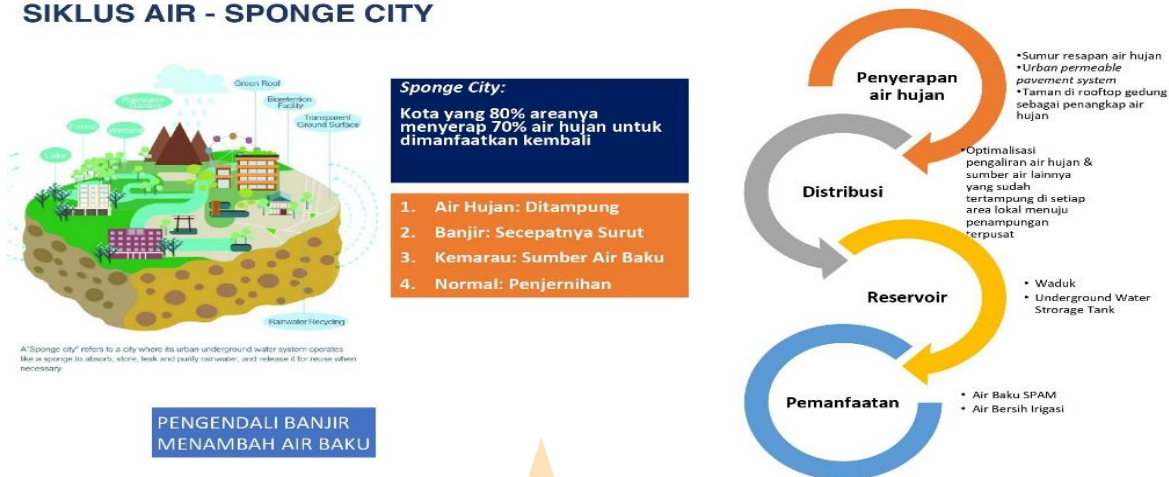 SIKLUS AIR - SPONGE CITY
Green Roof
Bioretention
Facility
Transparent
Ground Surface
Rainwater
Forest
Wetland
Lake
Rainwater Recycling
A"Sponge city" refers to a city where its urban underground water system operates
like a sponge to absorb, store, leak and purify rainwater, and release it for reuse when
necessary.
PENGENDALI BANJIR
MENAMBAH AIR BAKU
Sponge City:
Kota yang 80% areanya
menyerap 70% air hujan untuk
dimanfaatkan kembali
1. Air Hujan: Ditampung
2. Banjir: Secepatnya Surut
3. Kemarau: Sumber Air Baku
4. Normal: Penjernihan
Penyerapan
air hujan
•Sumur resapan air hujan
•Urban permeable
pavement system
•Taman di rooftop gedung
sebagai penangkap air
hujan
Distribusi
•Optimalisasi
pengaliran air hujan &
sumber air lainnya
yang sudah
tertampung di setiap
area lokal menuju
penampungan
terpusat
Reservoir
• Waduk
• Underground Water
Strorage Tank
Pemanfaatan
• Air Baku SPAM
• Air Bersih Irigasi